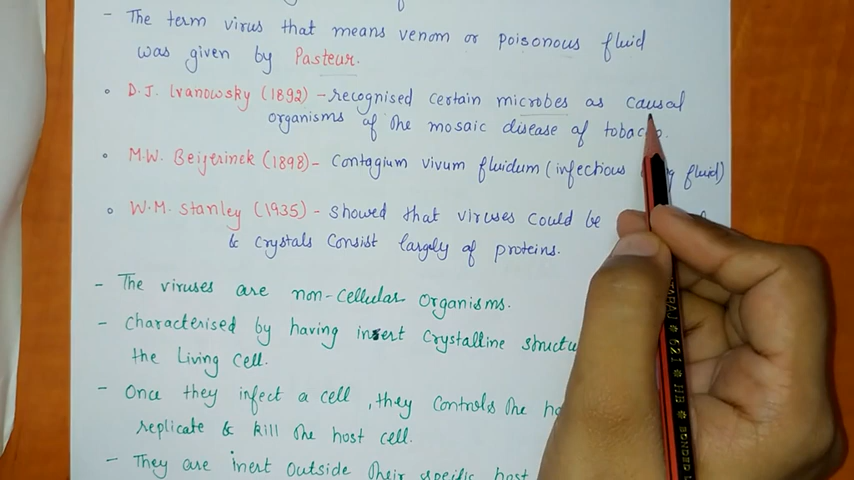 - The term virus that means venom or poisonous fluid
was given by Pasteur.
• D.J. Ivanowsky (1892) - recognised certain microbes as causal
organisms of the mosaic disease of tobacco.
• M.W. Beijerinek (1898) - Contagium vivum fluidum (infectious fluid)
• W.M. Stanley (1935) - Showed that viruses could be
& crystals consist largely of proteins.
- The viruses are non-cellular organisms.
- Characterised by having inert crystalline
the living cell.
- Once they infect a cell, they controls the
replicate & kill the host cell.
- They are inert outside their specific host